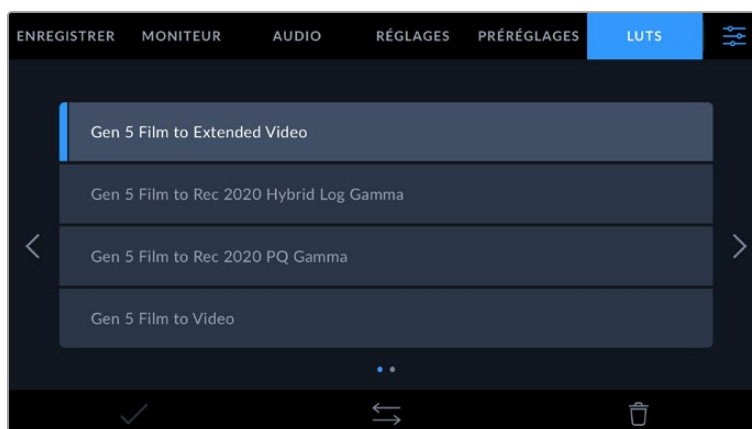 ENREGISTRER MONITEUR AUDIO RÉGLAGES PRÉRÉGLAGES LUTS
Gen 5 Film to Extended Video
Gen 5 Film to Rec 2020 Hybrid Log Gamma
Gen 5 Film to Rec 2020 PQ Gamma
Gen 5 Film to Video